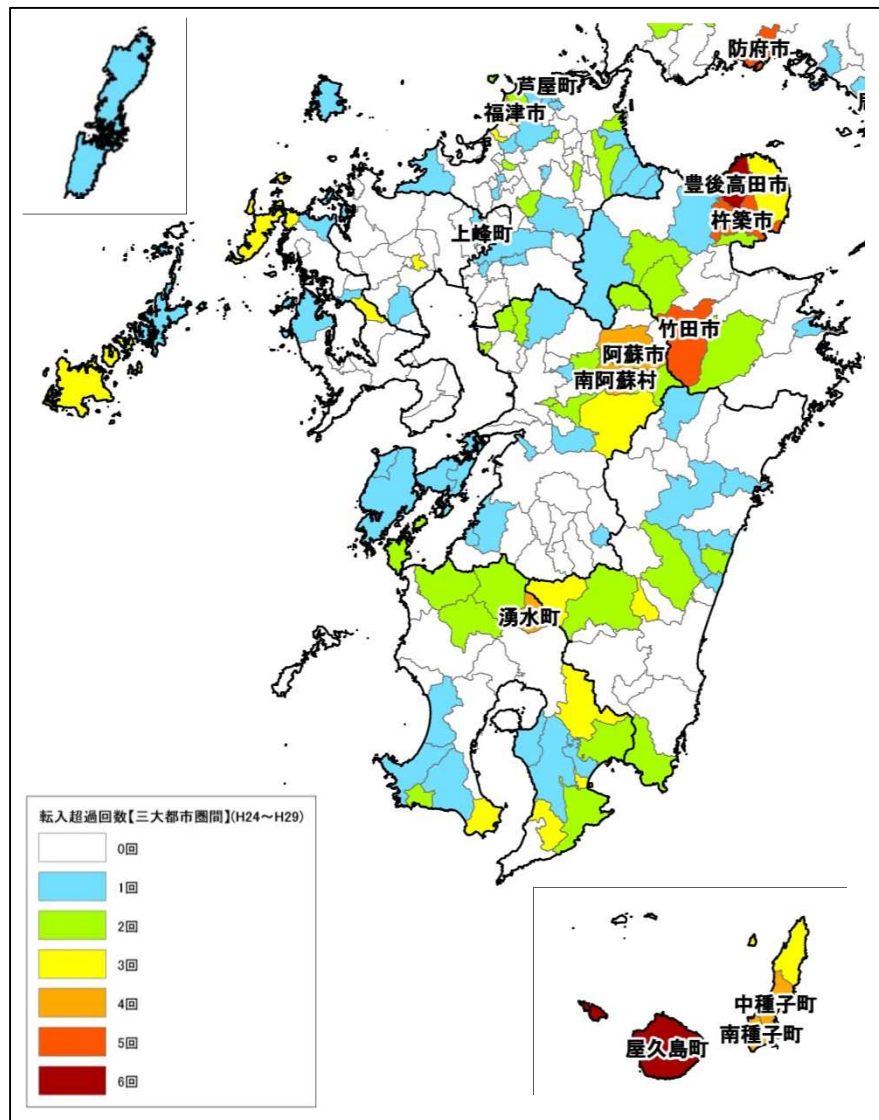 防府市
芦屋町
福津市
豊後高田市
杵築市
上峰町
竹田市
阿蘇市
南阿蘇村
湧水町
転入超過回数【三大都市圏間】(H24～H29)
0回
1回
2回
3回
4回
5回
6回
中種子町
南種子町
屋久島町